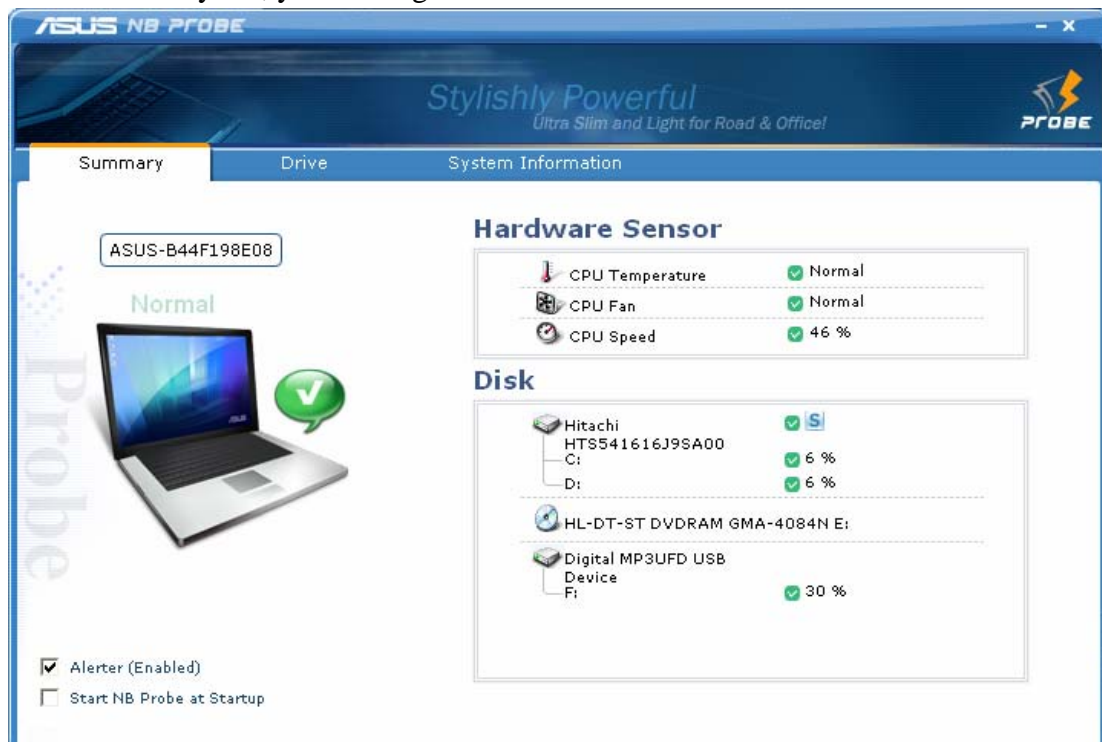 ASUS NB PROBE
Stylishly Powerful
Ultra Slim and Light for Road & Office!
PROBE
Summary
Drive
System Information
ASUS-B44F198E08
Normal
Probe
Hardware Sensor
CPU Temperature Normal
CPU Fan Normal
CPU Speed 46 %
Disk
Hitachi S
HTS541616J9SA00
C: 6 %
D: 6 %
HL-DT-ST DVDRAM GMA-4084N E:
Digital MP3UFD USB
Device
F: 30 %
Alerter (Enabled)
Start NB Probe at Startup